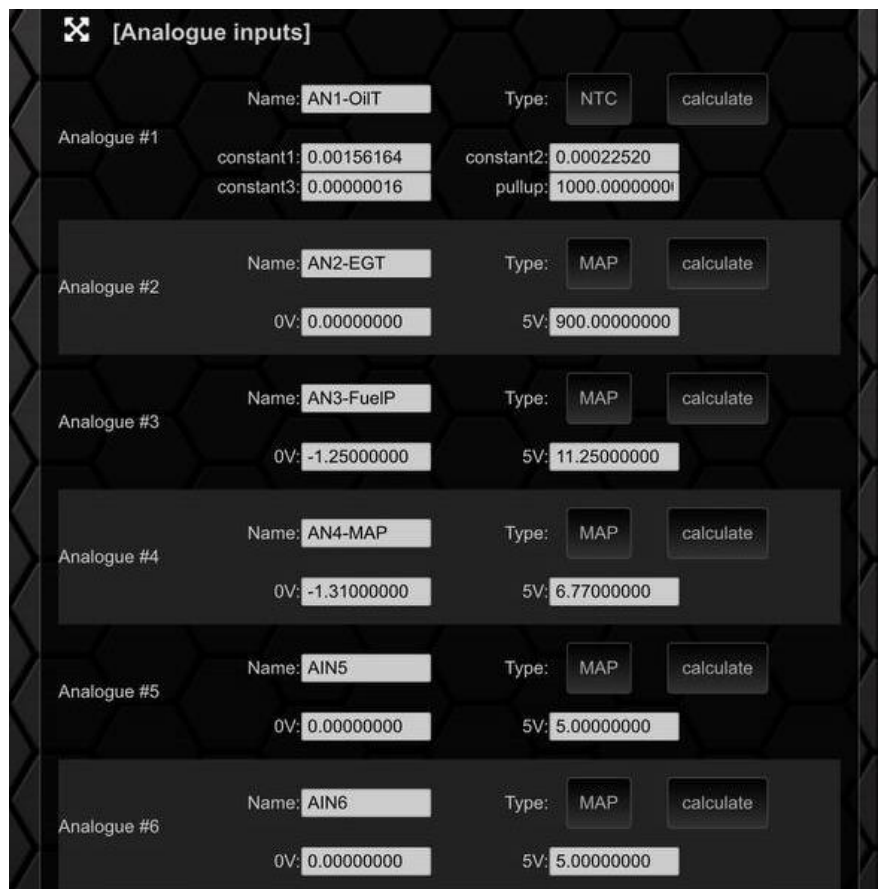 [Analogue inputs]
Name: AN1-OilT Type: NTC calculate
Analogue #1
constant1: 0.00156164 constant2: 0.00022520
constant3: 0.00000016 pullup: 1000.0000000
Name: AN2-EGT Type: MAP calculate
Analogue #2
0V: 0.00000000 5V: 900.00000000
Name: AN3-FuelP Type: MAP calculate
Analogue #3
0V: -1.25000000 5V: 11.25000000
Name: AN4-MAP Type: MAP calculate
Analogue #4
0V: -1.31000000 5V: 6.77000000
Name: AIN5 Type: MAP calculate
Analogue #5
0V: 0.00000000 5V: 5.00000000
Name: AIN6 Type: MAP calculate
Analogue #6
0V: 0.00000000 5V: 5.00000000